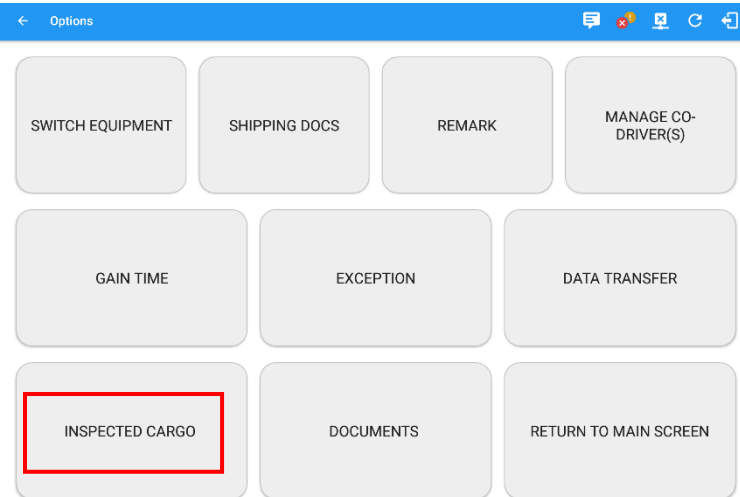 Options
SWITCH EQUIPMENT
SHIPPING DOCS
REMARK
MANAGE CO-
DRIVER(S)
GAIN TIME
EXCEPTION
DATA TRANSFER
INSPECTED CARGO
DOCUMENTS
RETURN TO MAIN SCREEN